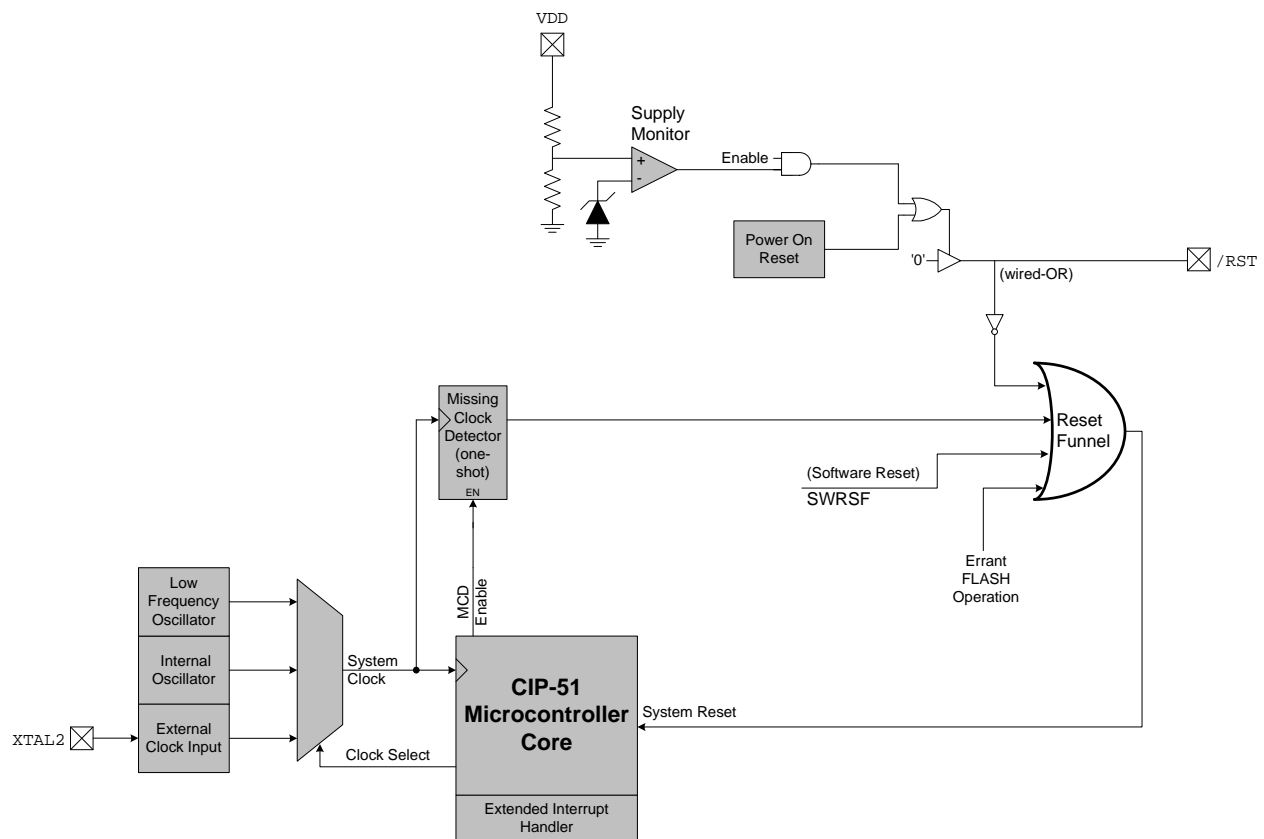 VDD
Supply
Monitor
+
-
Enable
Power On
Reset
'0'
(wired-OR)
/RST
Missing
Clock
Detector
(one-
shot)
EN
Reset
Funnel
(Software Reset)
SWRSF
Errant
FLASH
Operation
MCD
Enable
Low
Frequency
Oscillator
Internal
Oscillator
External
Clock Input
XTAL2
System
Clock
Clock Select
CIP-51
Microcontroller
Core
System Reset
Extended Interrupt
Handler